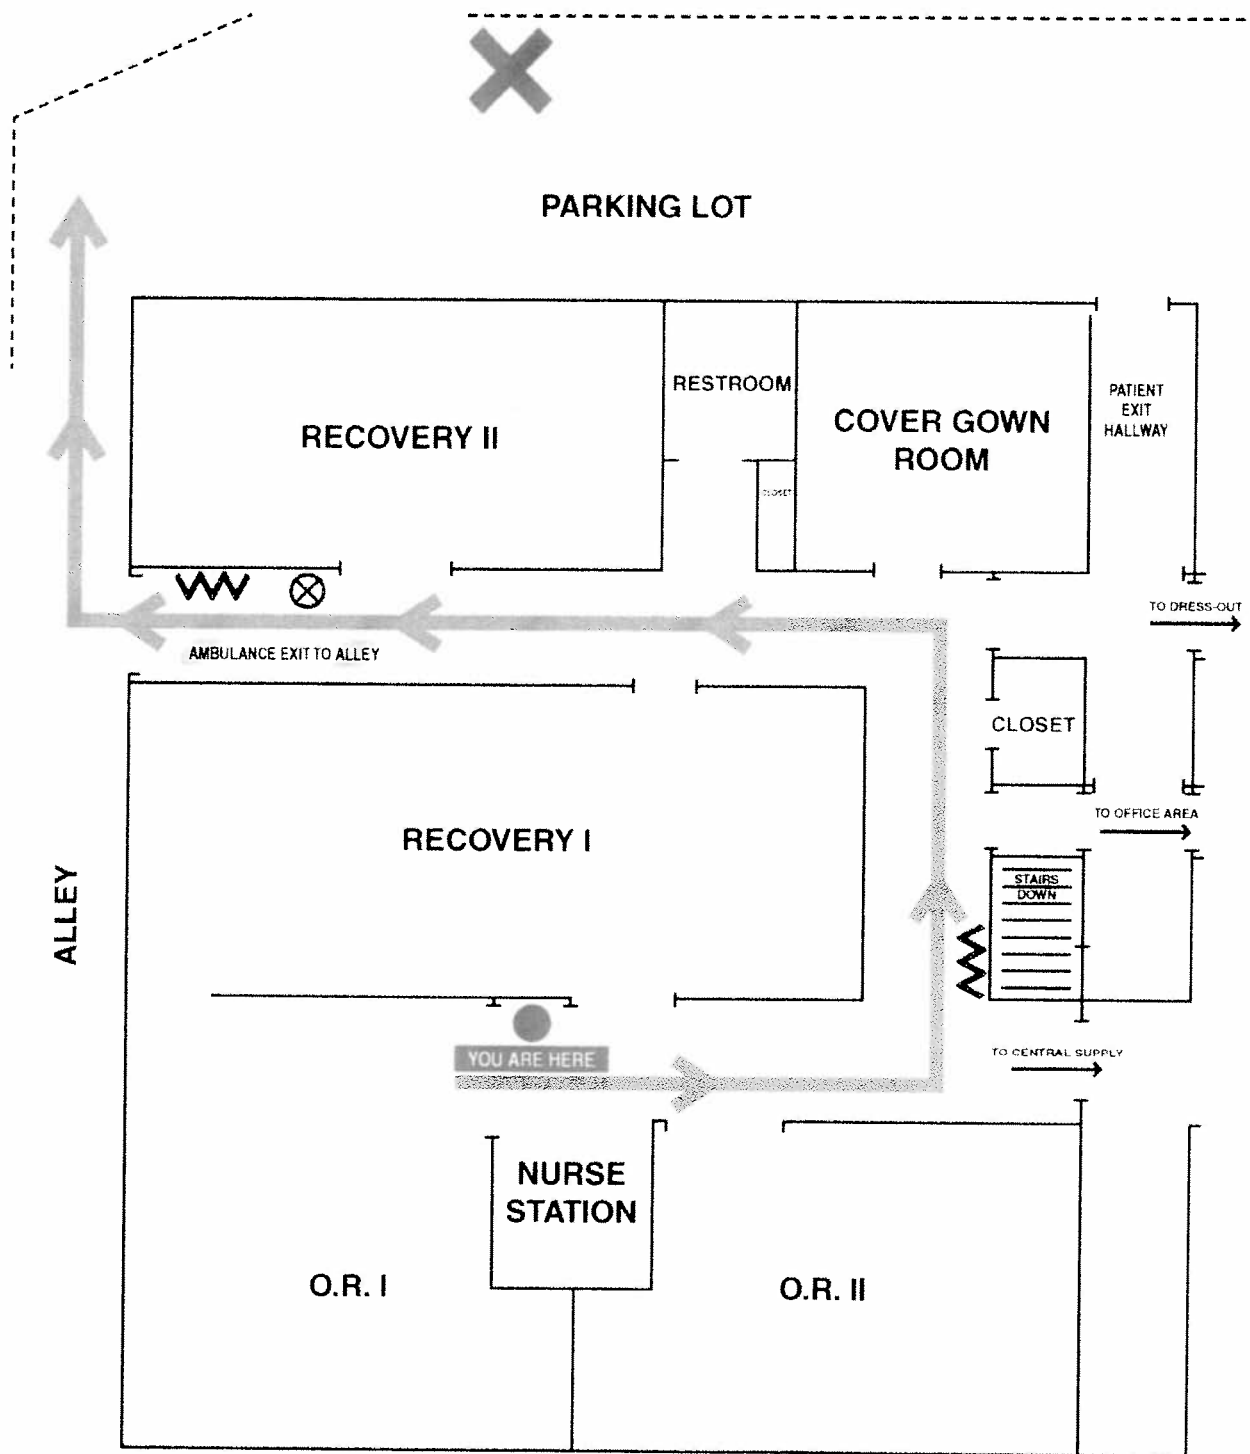 PARKING LOT
RESTROOM
RECOVERY II
COVER GOWN
ROOM
PATIENT
EXIT
HALLWAY
CLOSET
TO DRESS-OUT
AMBULANCE EXIT TO ALLEY
CLOSET
TO OFFICE AREA
RECOVERY I
STAIRS
DOWN
ALLEY
YOU ARE HERE
TO CENTRAL SUPPLY
NURSE
STATION
O.R. I
O.R. II